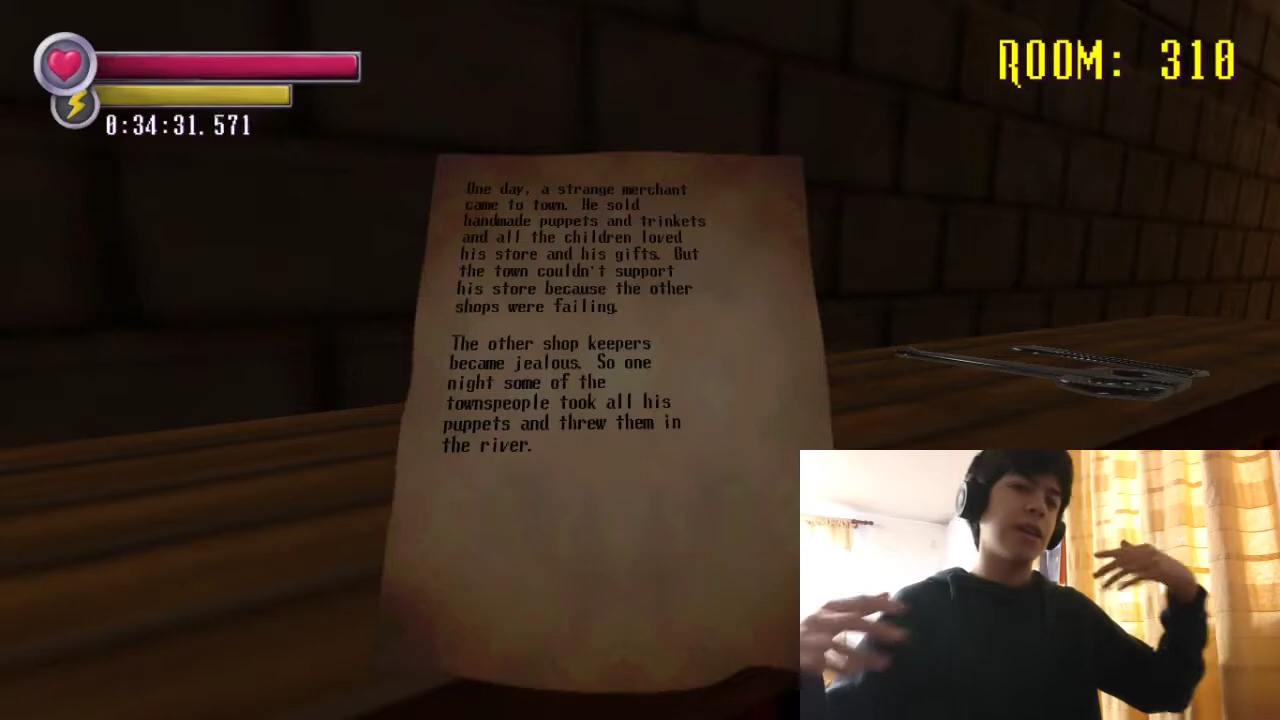 ROOM: 310
0:34:31.571
One day, a strange merchant
came to town. He sold
handmade puppets and trinkets
and all the children loved
his store and his gifts. But
the town couldn't support
his store because the other
shops were failing.
The other shop keepers
became jealous. So one
night some of the
townspeople took all his
puppets and threw them in
the river.